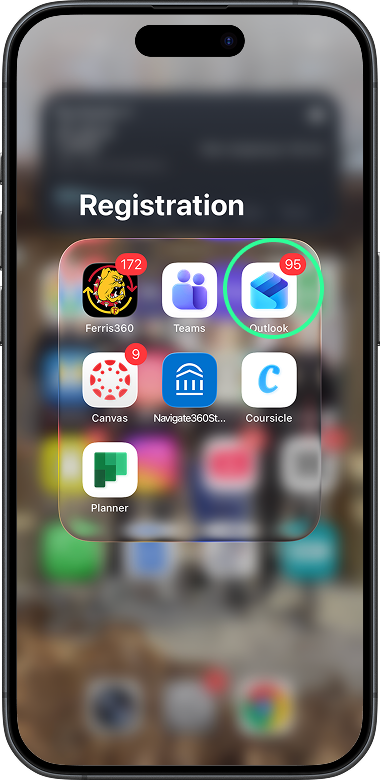 Registration
172
95
Ferris360
Teams
Outlook
9
Canvas
Navigate360St...
Coursicle
Planner